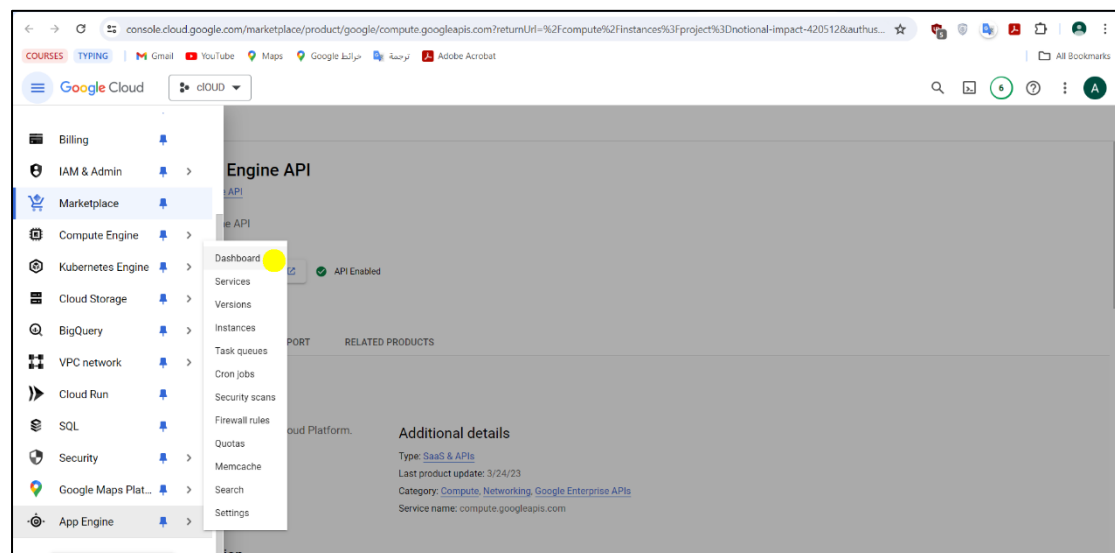 console.cloud.google.com/marketplace/product/google/compute.googleapis.com?returnUrl=%2Fcompute%2Finstances%3Fproject%3Dnotional-impact-420512&authus...
COURSES TYPING M Gmail YouTube Maps خرائط Google ترجمة Adobe Acrobat All Bookmarks
Google Cloud clOUD 6 A
Billing
IAM & Admin
Marketplace
Compute Engine
Kubernetes Engine
Cloud Storage
BigQuery
VPC network
Cloud Run
SQL
Security
Google Maps Plat...
App Engine
Dashboard
Services
Versions
Instances
Task queues
Cron jobs
Security scans
Firewall rules
Quotas
Memcache
Search
Settings
Engine API
API
e API
API Enabled
PORT RELATED PRODUCTS
oud Platform.
Additional details
Type: SaaS & APIs
Last product update: 3/24/23
Category: Compute, Networking, Google Enterprise APIs
Service name: compute.googleapis.com